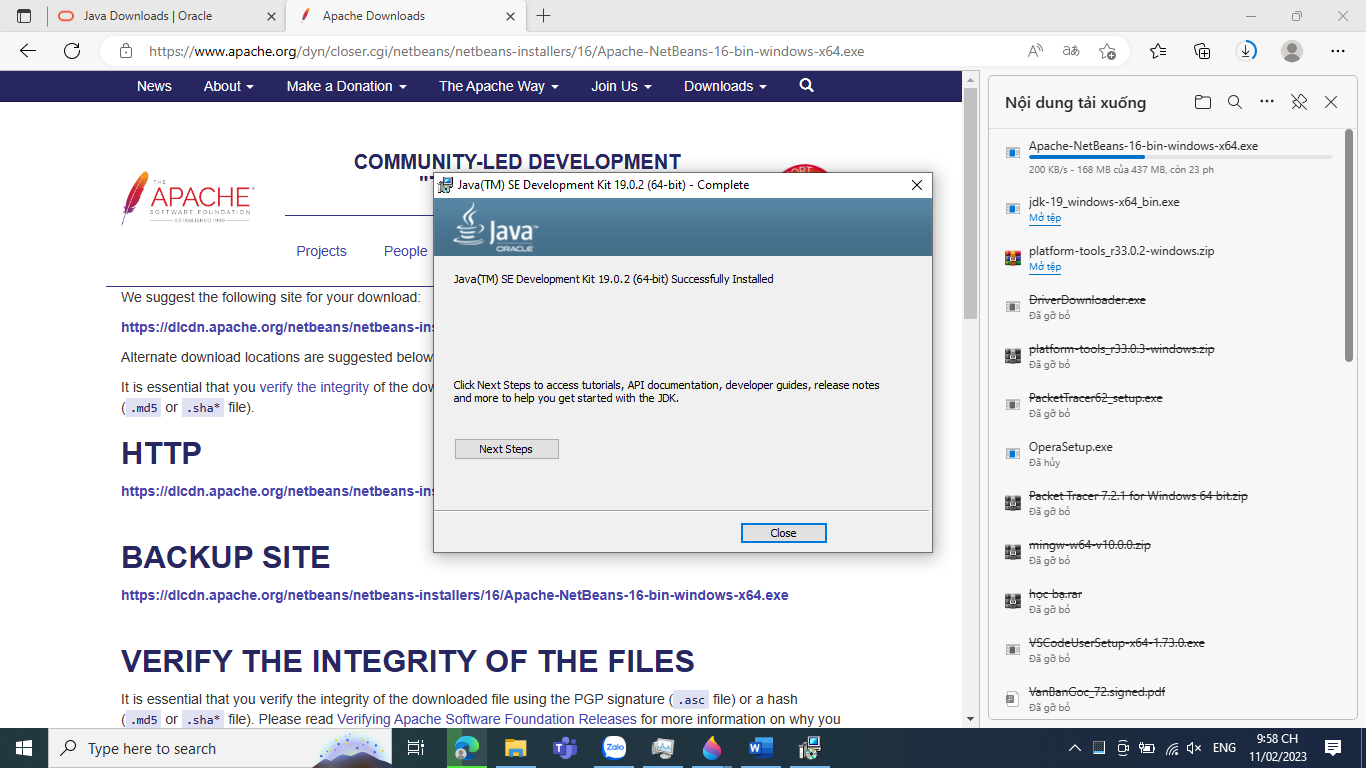 Java Downloads | Oracle
Apache Downloads
https://www.apache.org/dyn/closer.cgi/netbeans/netbeans-installers/16/Apache-NetBeans-16-bin-windows-x64.exe
News
About
Make a Donation
The Apache Way
Join Us
Downloads
THE
APACHE
SOFTWARE FOUNDATION
COMMUNITY-LED DEVELOPMENT
Projects
People
We suggest the following site for your download:
https://dlcdn.apache.org/netbeans/netbeans-ins
Alternate download locations are suggested below
It is essential that you verify the integrity of the dow
(.md5 or .sha* file).
HTTP
https://dlcdn.apache.org/netbeans/netbeans-ins
BACKUP SITE
https://dlcdn.apache.org/netbeans/netbeans-installers/16/Apache-NetBeans-16-bin-windows-x64.exe
VERIFY THE INTEGRITY OF THE FILES
It is essential that you verify the integrity of the downloaded file using the PGP signature (.asc file) or a hash
(.md5 or .sha* file). Please read Verifying Apache Software Foundation Releases for more information on why you
Java(TM) SE Development Kit 19.0.2 (64-bit) - Complete
Java
ORACLE
Java(TM) SE Development Kit 19.0.2 (64-bit) Successfully Installed
Click Next Steps to access tutorials, API documentation, developer guides, release notes
and more to help you get started with the JDK.
Next Steps
Close
Nội dung tải xuống
Apache-NetBeans-16-bin-windows-x64.exe
200 KB/s - 168 MB của 437 MB, còn 23 ph
jdk-19_windows-x64_bin.exe
Mở tệp
platform-tools_r33.0.2-windows.zip
Mở tệp
DriverDownloader.exe
Đã gỡ bỏ
platform-tools_r33.0.3-windows.zip
Đã gỡ bỏ
PacketTracer62_setup.exe
Đã gỡ bỏ
OperaSetup.exe
Đã hủy
Packet Tracer 7.2.1 for Windows 64 bit.zip
Đã gỡ bỏ
mingw-w64-v10.0.0.zip
Đã gỡ bỏ
học bạ.rar
Đã gỡ bỏ
VSCodeUserSetup-x64-1.73.0.exe
Đã gỡ bỏ
VanBanGoc_72.signed.pdf
Đã gỡ bỏ
Type here to search
Zalo
ENG
9:58 CH
11/02/2023